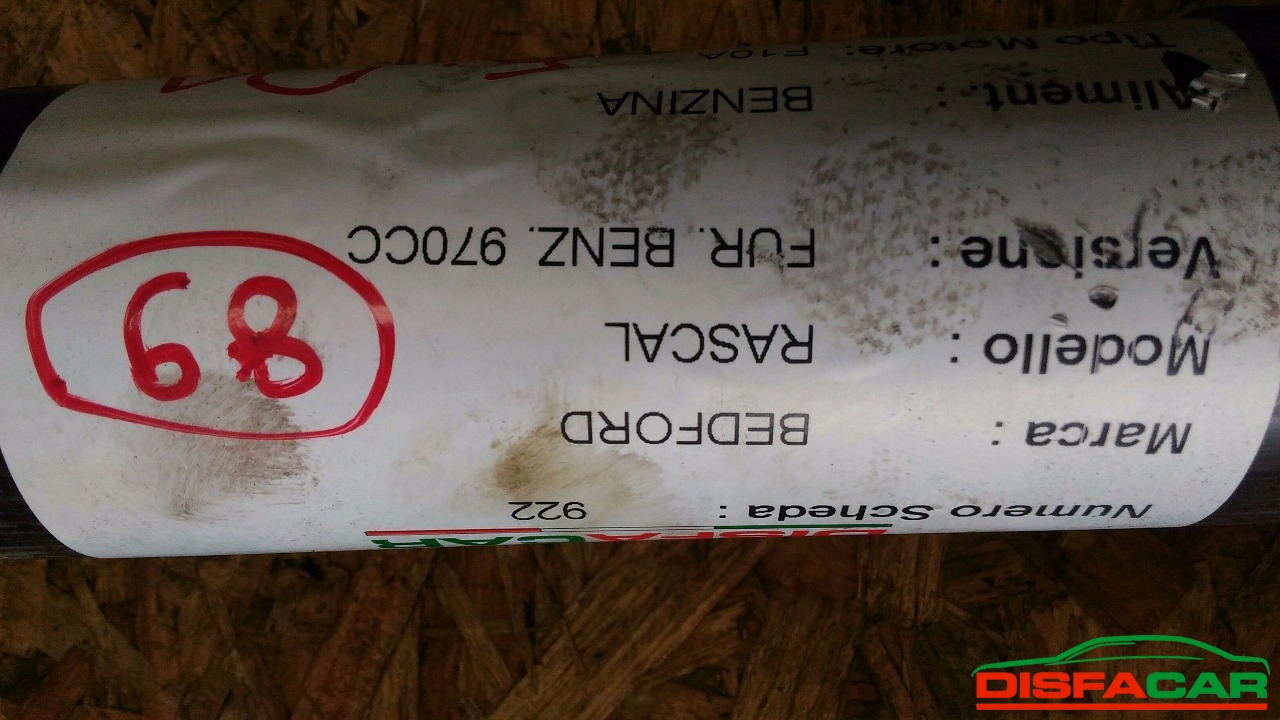 DISFACAR
Numero Scheda : 922
Marca : BEDFORD
Modello : RASCAL
Versione : FUR. BENZ. 970CC
89
Aliment. : BENZINA
Tipo Motore: F10A
DISFACAR